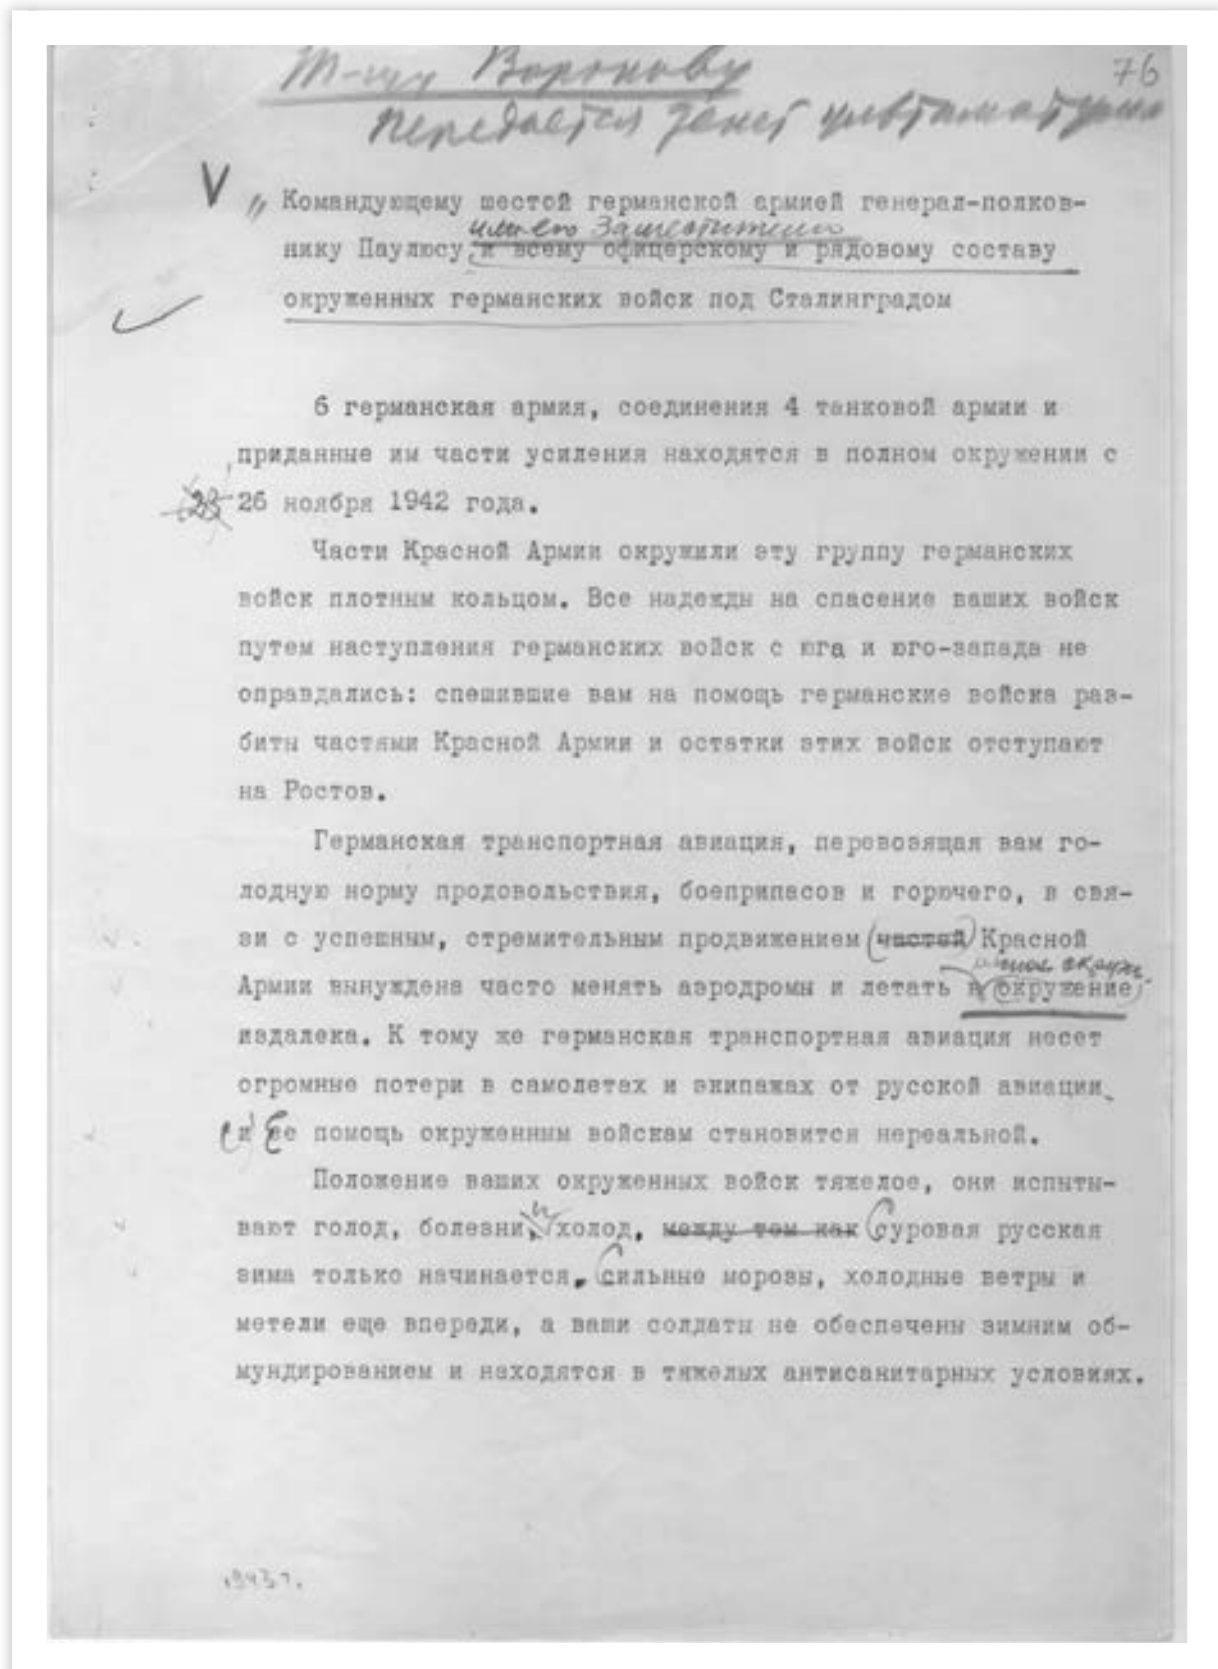 Т-щу Воронову
76
Передается текст ультиматума
V " Командующему шестой германской армией генерал-полков-
или его заместителю
нику Паулюсу, и всему офицерскому и рядовому составу
окруженных германских войск под Сталинградом
6 германская армия, соединения 4 танковой армии и
приданные им части усиления находятся в полном окружении с
23 26 ноября 1942 года.
Части Красной Армии окружили эту группу германских
войск плотным кольцом. Все надежды на спасение ваших войск
путем наступления германских войск с юга и юго-запада не
оправдались: спешившие вам на помощь германские войска раз-
биты частями Красной Армии и остатки этих войск отступают
на Ростов.
Германская транспортная авиация, перевозящая вам го-
лодную норму продовольствия, боеприпасов и горючего, в свя-
зи с успешным, стремительным продвижением (частей) Красной
Армии вынуждена часто менять аэродромы и летать в (окружение)
издалека. К тому же германская транспортная авиация несет
огромные потери в самолетах и экипажах от русской авиации.
и Ее помощь окруженным войскам становится нереальной.
Положение ваших окруженных войск тяжелое, они испыты-
и
вают голод, болезни, холод, между тем как Суровая русская
зима только начинается. Сильные морозы, холодные ветры и
метели еще впереди, а ваши солдаты не обеспечены зимним об-
мундированием и находятся в тяжелых антисанитарных условиях.
1943 г.